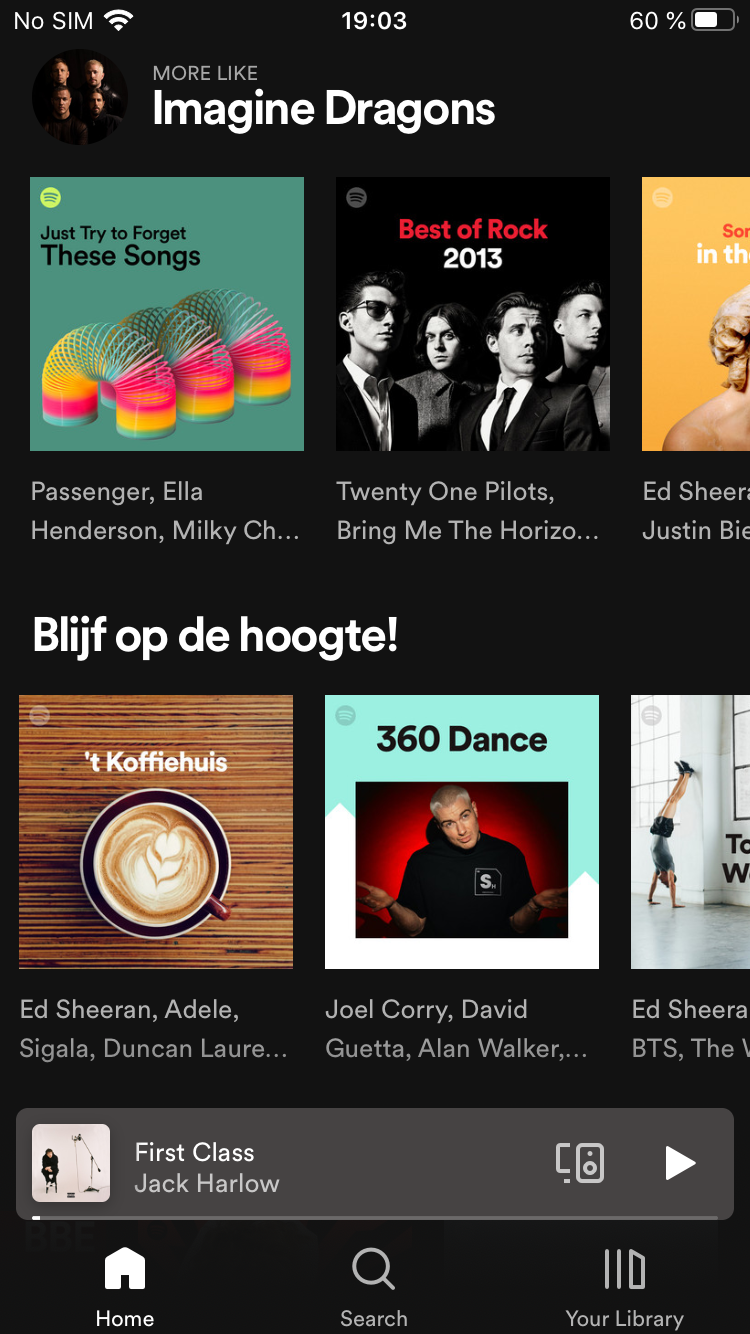 No SIM 19:03 60 %
MORE LIKE
Imagine Dragons
Just Try to Forget
These Songs
Best of Rock
2013
in the
Passenger, Ella
Henderson, Milky Ch...
Twenty One Pilots,
Bring Me The Horizo...
Ed Sheera
Justin Bie
Blijf op de hoogte!
't Koffiehuis
360 Dance
S
H
To
Ed Sheeran, Adele,
Sigala, Duncan Laure...
Joel Corry, David
Guetta, Alan Walker,...
Ed Sheera
BTS, The
First Class
Jack Harlow
BBE
Home
Search
Your Library